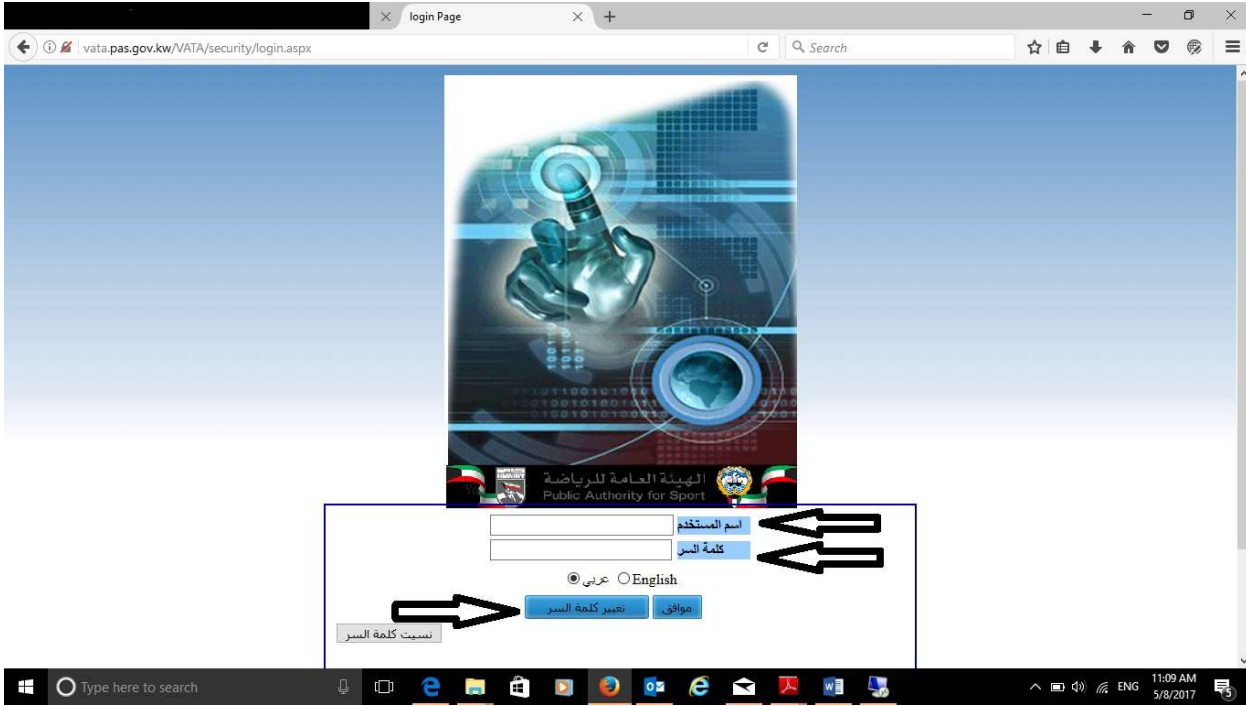 login Page
vata.pas.gov.kw/VATA/security/login.aspx
Search
الهيئة العامة للرياضة
Public Authority for Sport
اسم المستخدم
كلمة السر
عربي English
موافق تغيير كلمة السر
نسيت كلمة السر
Type here to search
ENG
11:09 AM
5/8/2017
5